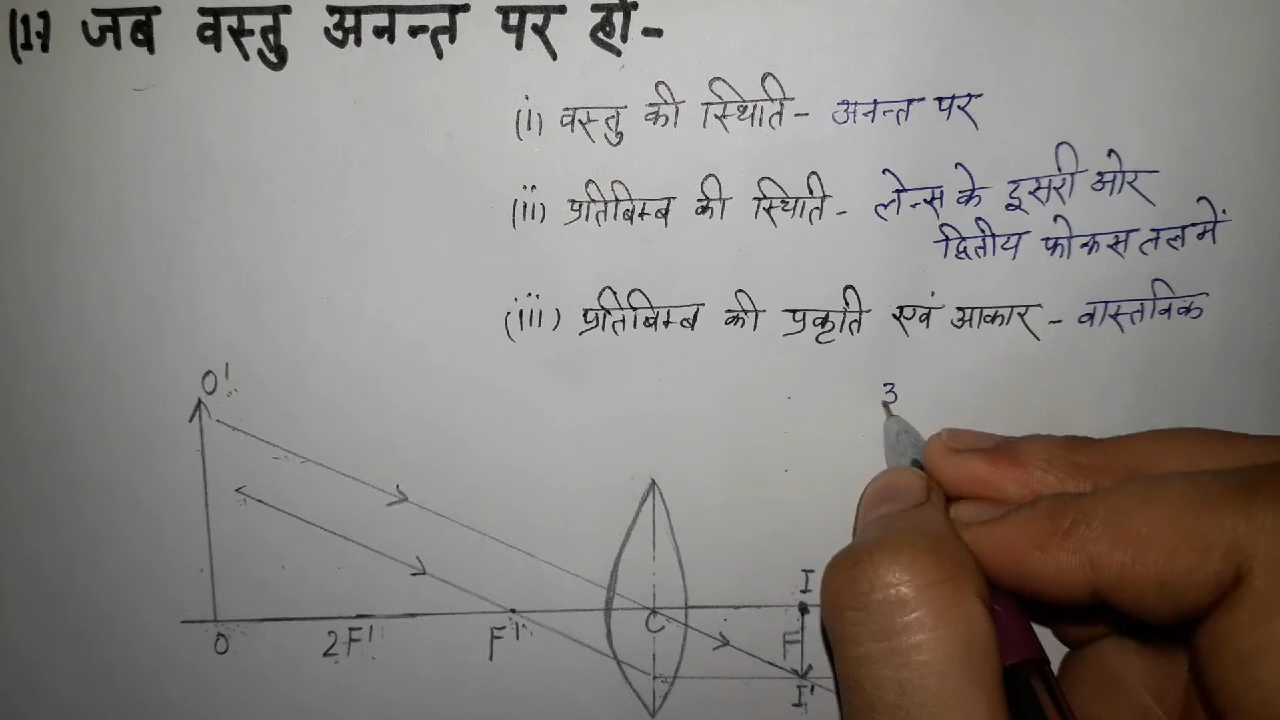 (1) जब वस्तु अनन्त पर हो-
(i) वस्तु की स्थिति - अनन्त पर
(ii) प्रतिबिम्ब की स्थिति - लेन्स के दूसरी ओर
द्वितीय फोकस तल में
(iii) प्रतिबिम्ब की प्रकृति एवं आकार - वास्तविक
3
O'
I
C
F
O
2F'
F'
I'